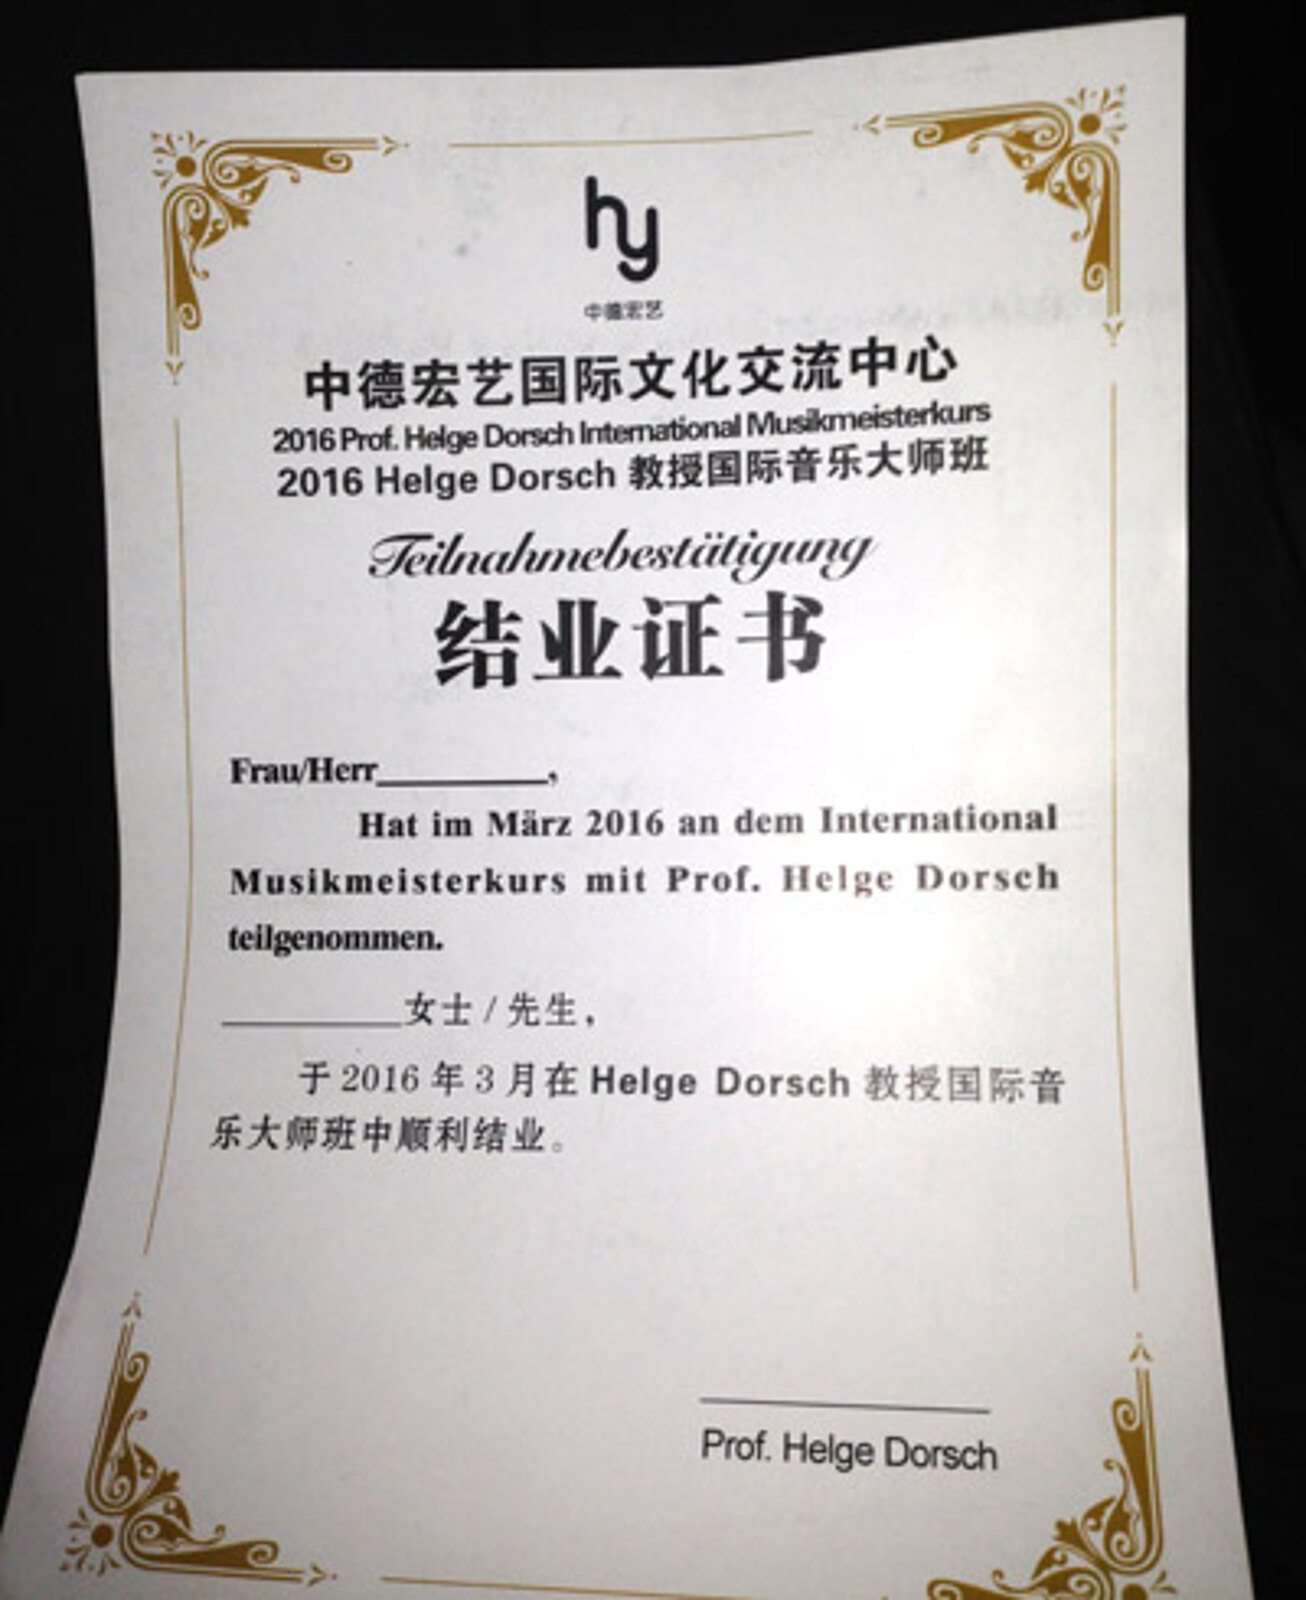 hy
中德宏艺
中德宏艺国际文化交流中心
2016 Prof. Helge Dorsch International Musikmeisterkurs
2016 Helge Dorsch 教授国际音乐大师班
Teilnahmebestätigung
结业证书
Frau/Herr__________,
Hat im März 2016 an dem International
Musikmeisterkurs mit Prof. Helge Dorsch
teilgenommen.
__________女士 / 先生，
于 2016 年 3 月在 Helge Dorsch 教授国际音
乐大师班中顺利结业。
Prof. Helge Dorsch